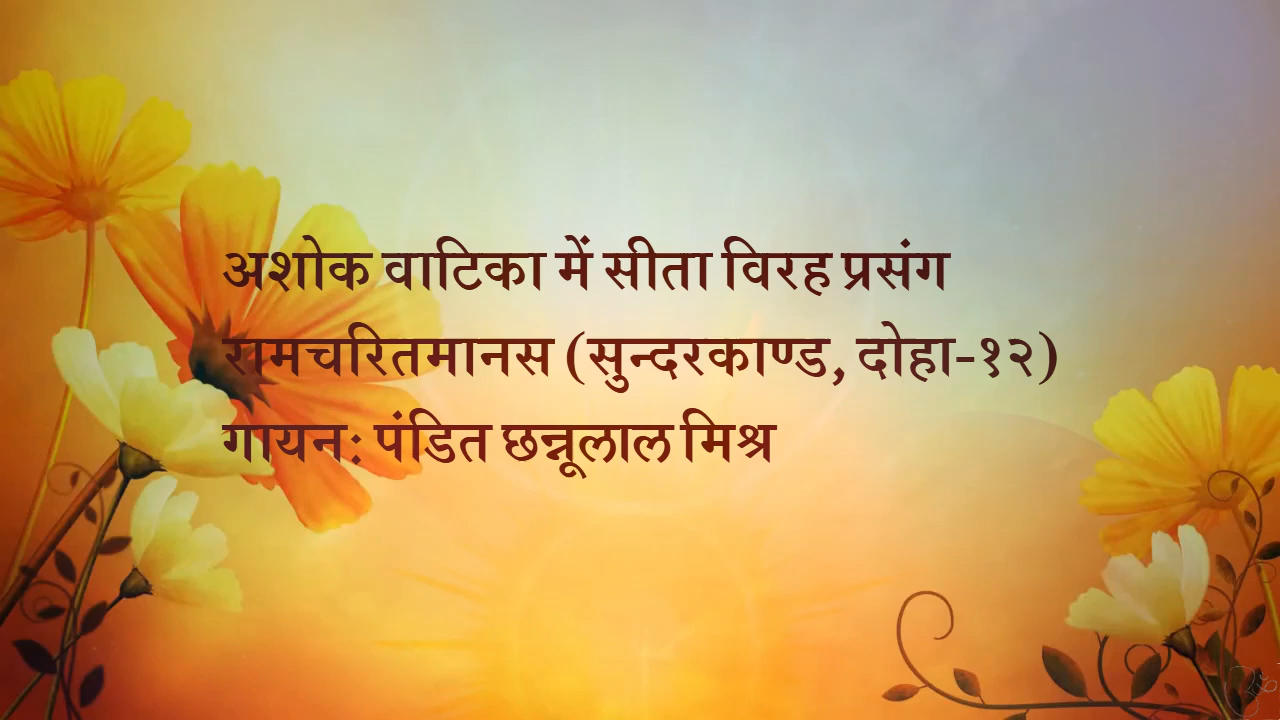 अशोक वाटिका में सीता विरह प्रसंग
रामचरितमानस (सुन्दरकाण्ड, दोहा-१२)
गायन: पंडित छन्नूलाल मिश्र